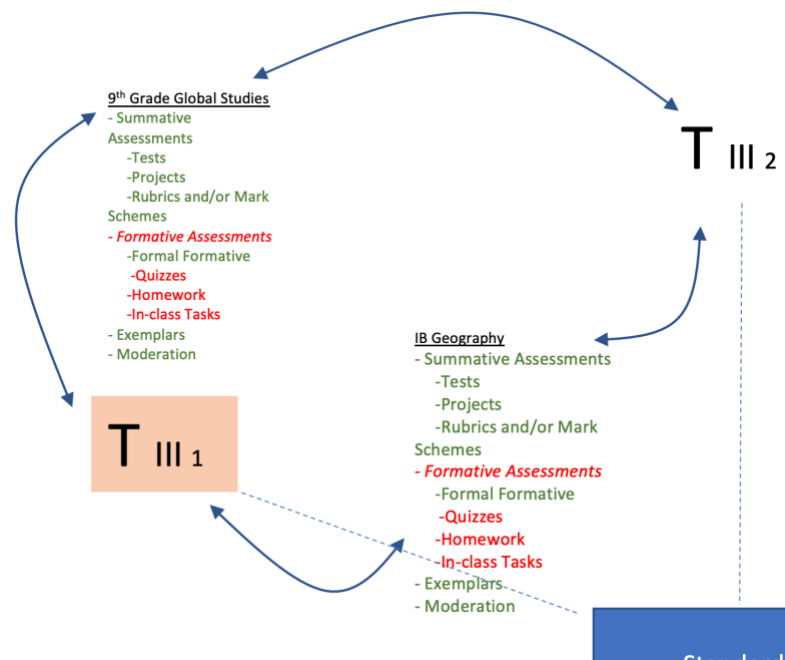 9th Grade Global Studies
- Summative
Assessments
-Tests
-Projects
-Rubrics and/or Mark
Schemes
- Formative Assessments
-Formal Formative
-Quizzes
-Homework
-In-class Tasks
- Exemplars
- Moderation
T III 2
IB Geography
- Summative Assessments
-Tests
-Projects
-Rubrics and/or Mark
Schemes
- Formative Assessments
-Formal Formative
-Quizzes
-Homework
-In-class Tasks
- Exemplars
- Moderation
T III 1